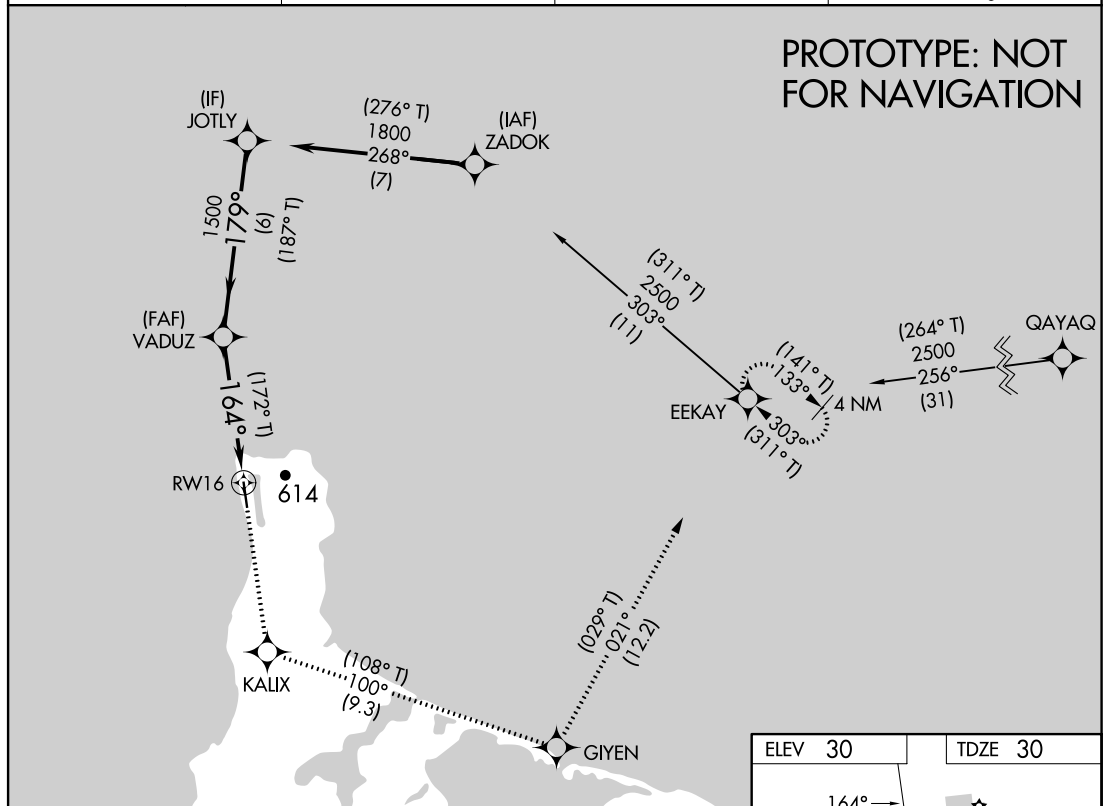 PROTOTYPE: NOT
FOR NAVIGATION
(IF)
JOTLY
(276° T)
1800
268°
(7)
(IAF)
ZADOK
1500
179°
(6)
(187° T)
(311° T)
2500
303°
(11)
(FAF)
VADUZ
(264° T)
2500
256°
(31)
QAYAQ
(141° T)
133°
4 NM
EEKAY
303°
(311° T)
164°
(172° T)
RW16
614
(029° T)
021°
(12.2)
KALIX
(108° T)
100°
(9.3)
GIYEN
ELEV 30
TDZE 30
164°